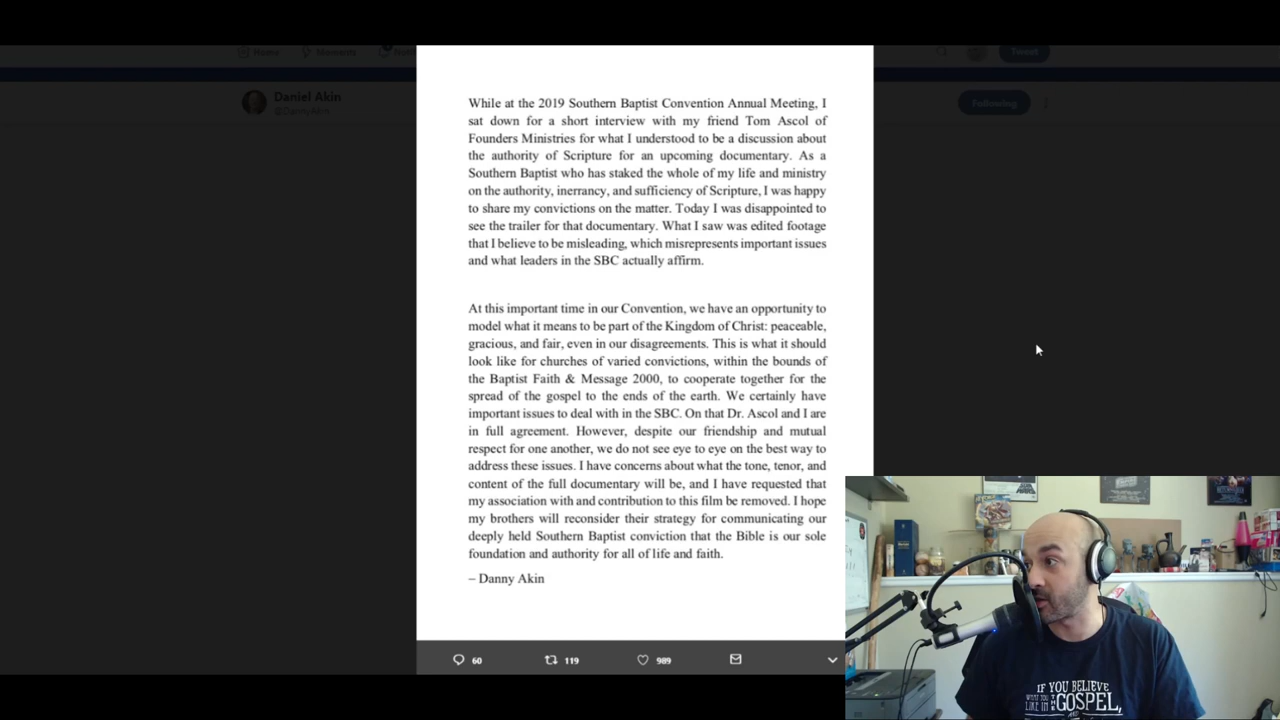 Home
Moments
Tweet
Daniel Akin
@DannyAkin
Following
While at the 2019 Southern Baptist Convention Annual Meeting, I
sat down for a short interview with my friend Tom Ascol of
Founders Ministries for what I understood to be a discussion about
the authority of Scripture for an upcoming documentary. As a
Southern Baptist who has staked the whole of my life and ministry
on the authority, inerrancy, and sufficiency of Scripture, I was happy
to share my convictions on the matter. Today I was disappointed to
see the trailer for that documentary. What I saw was edited footage
that I believe to be misleading, which misrepresents important issues
and what leaders in the SBC actually affirm.
At this important time in our Convention, we have an opportunity to
model what it means to be part of the Kingdom of Christ: peaceable,
gracious, and fair, even in our disagreements. This is what it should
look like for churches of varied convictions, within the bounds of
the Baptist Faith & Message 2000, to cooperate together for the
spread of the gospel to the ends of the earth. We certainly have
important issues to deal with in the SBC. On that Dr. Ascol and I are
in full agreement. However, despite our friendship and mutual
respect for one another, we do not see eye to eye on the best way to
address these issues. I have concerns about what the tone, tenor, and
content of the full documentary will be, and I have requested that
my association with and contribution to this film be removed. I hope
my brothers will reconsider their strategy for communicating our
deeply held Southern Baptist conviction that the Bible is our sole
foundation and authority for all of life and faith.
– Danny Akin
60 119 989
IF YOU BELIEVE
WHAT YOU LIKE IN THE GOSPEL,
AND